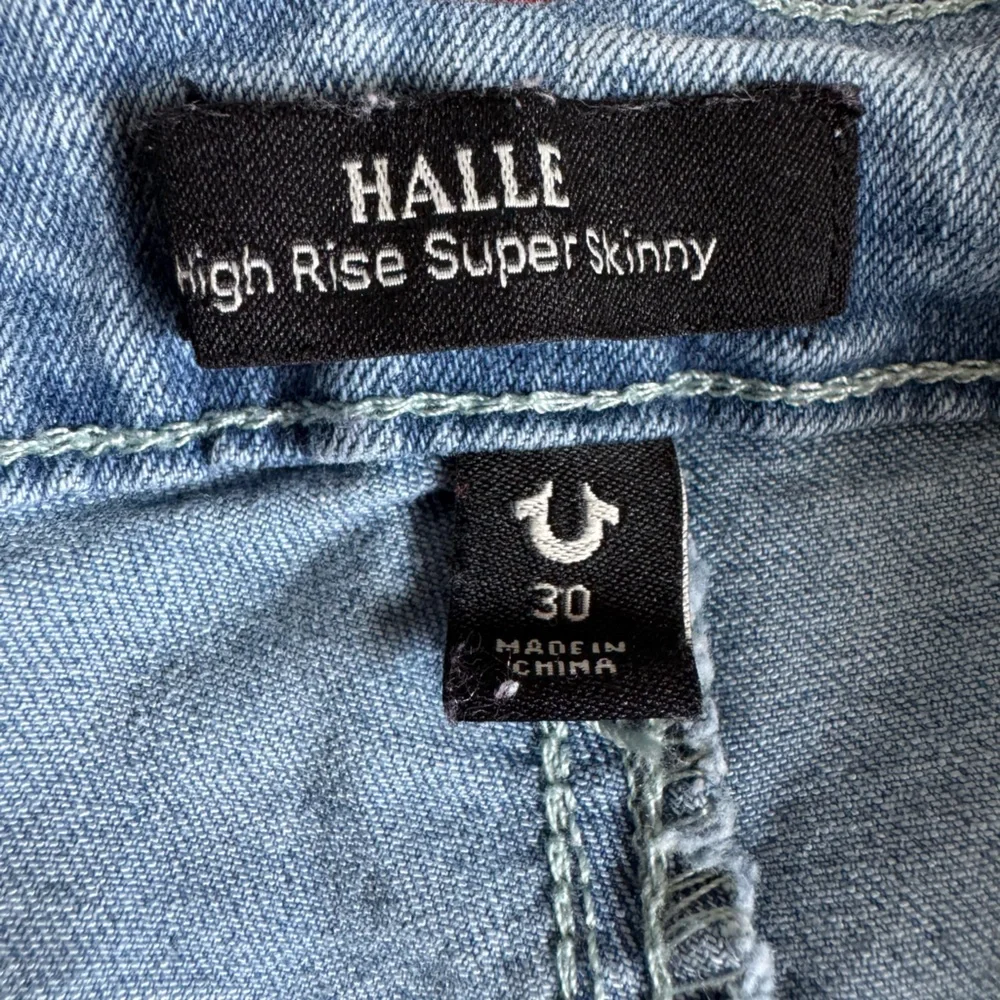 HALLE
High Rise Super Skinny
30
MADE IN
CHINA